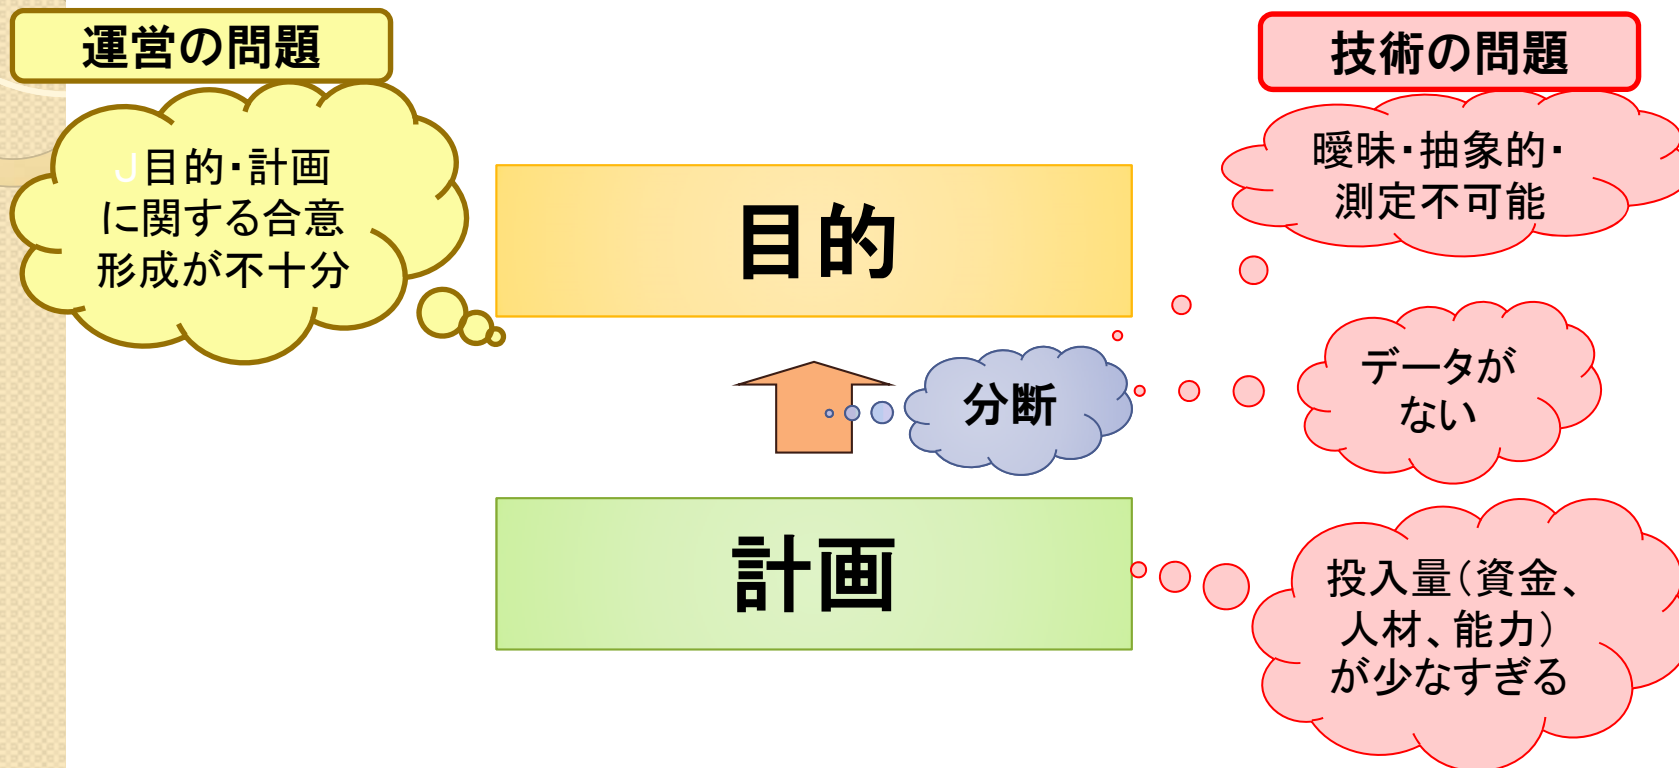 運営の問題
J目的・計画
に関する合意
形成が不十分
目的
分断
計画
技術の問題
曖昧・抽象的・
測定不可能
データが
ない
投入量(資金、
人材、能力)
が少なすぎる